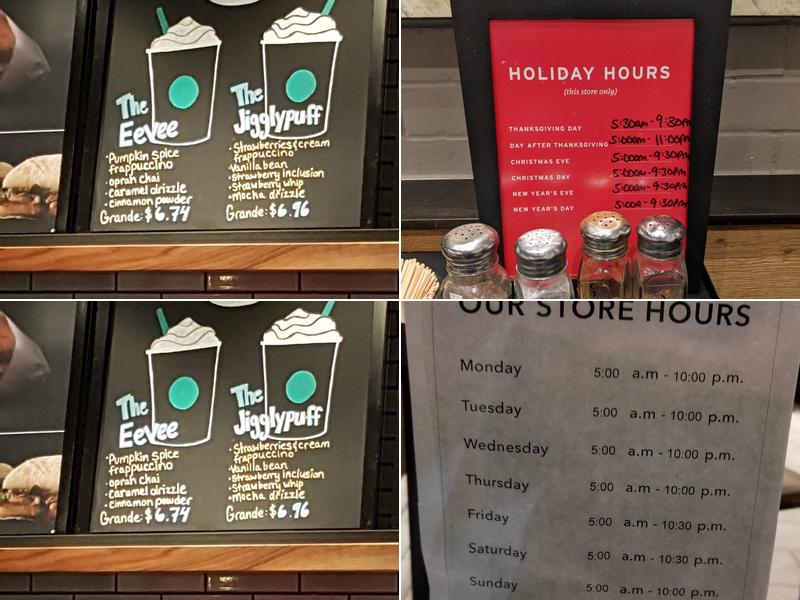 The
Eevee
• Pumpkin spice
frappuccino
• oprah chai
• caramel drizzle
• cinnamon powder
Grande: $6.74
The
Jigglypuff
• Strawberries & cream
frappuccino
• Vanilla bean
• Strawberry inclusion
• Strawberry whip
• Mocha drizzle
Grande: $6.96
HOLIDAY HOURS
(this store only)
THANKSGIVING DAY 5:30am - 9:30pm
DAY AFTER THANKSGIVING 5:00am - 11:00pm
CHRISTMAS EVE 5:00am - 9:30pm
CHRISTMAS DAY 5:00am - 9:30pm
NEW YEAR'S EVE 5:00am - 9:30pm
NEW YEAR'S DAY 5:00a - 9:30pm
The
Eevee
• Pumpkin spice
frappuccino
• oprah chai
• caramel drizzle
• cinnamon powder
Grande: $6.74
The
Jigglypuff
• Strawberries & cream
frappuccino
• Vanilla bean
• Strawberry inclusion
• Strawberry whip
• Mocha drizzle
Grande: $6.96
OUR STORE HOURS
Monday 5:00 a.m - 10:00 p.m.
Tuesday 5:00 a.m - 10:00 p.m.
Wednesday 5:00 a.m - 10:00 p.m.
Thursday 5:00 a.m - 10:00 p.m.
Friday 5:00 a.m - 10:30 p.m.
Saturday 5:00 a.m - 10:30 p.m.
Sunday 5:00 a.m - 10:00 p.m.